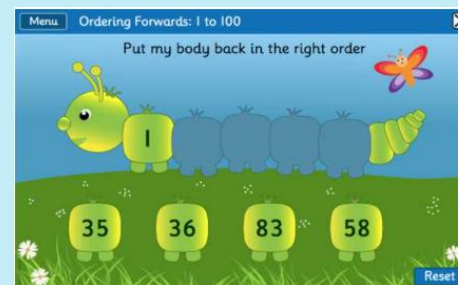 Menu Ordering Forwards: 1 to 100
Put my body back in the right order
1
35 36 83 58
Reset